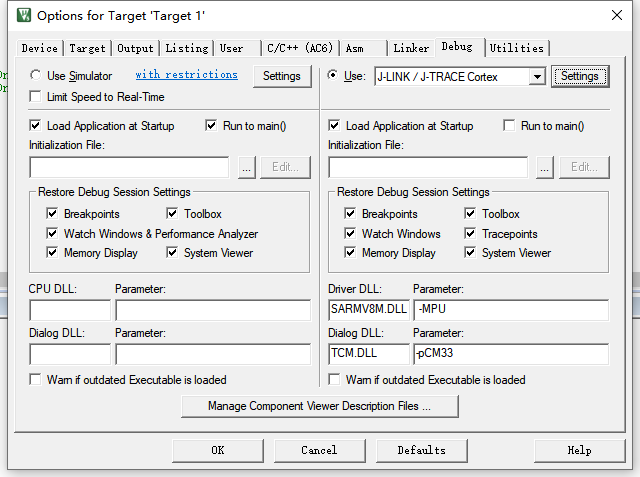 Options for Target 'Target 1'
Device Target Output Listing User C/C++ (AC6) Asm Linker Debug Utilities
Use Simulator with restrictions Settings
Use: J-LINK / J-TRACE Cortex Settings
Limit Speed to Real-Time
Load Application at Startup Run to main()
Load Application at Startup Run to main()
Initialization File:
Initialization File:
... Edit...
... Edit...
Restore Debug Session Settings
Breakpoints Toolbox
Watch Windows & Performance Analyzer
Memory Display System Viewer
Restore Debug Session Settings
Breakpoints Toolbox
Watch Windows Tracepoints
Memory Display System Viewer
CPU DLL: Parameter:
Driver DLL: Parameter:
SARMV8M.DLL -MPU
Dialog DLL: Parameter:
Dialog DLL: Parameter:
TCM.DLL -pCM33
Warn if outdated Executable is loaded
Warn if outdated Executable is loaded
Manage Component Viewer Description Files ...
OK Cancel Defaults Help